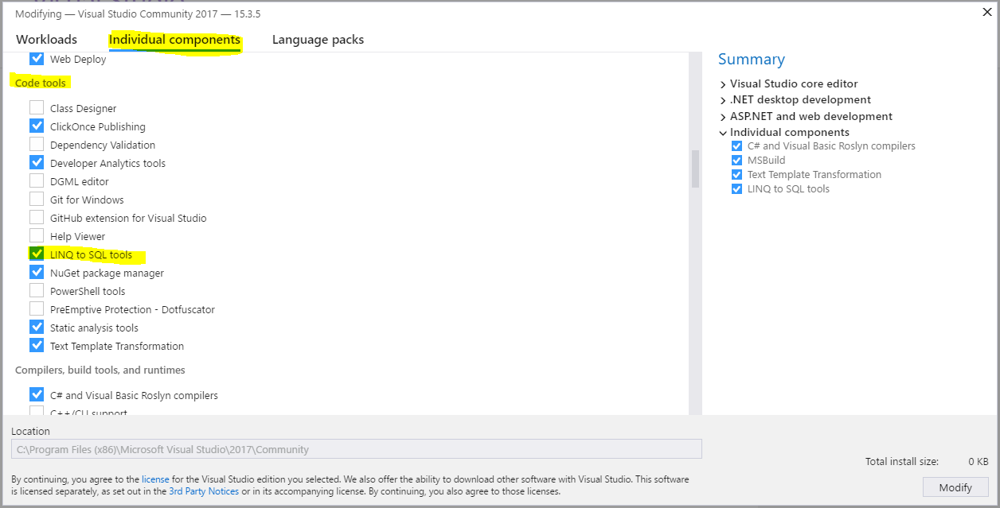 Modifying — Visual Studio Community 2017 — 15.3.5
Workloads
Individual components
Language packs
Web Deploy
Code tools
Class Designer
ClickOnce Publishing
Dependency Validation
Developer Analytics tools
DGML editor
Git for Windows
GitHub extension for Visual Studio
Help Viewer
LINQ to SQL tools
NuGet package manager
PowerShell tools
PreEmptive Protection - Dotfuscator
Static analysis tools
Text Template Transformation
Compilers, build tools, and runtimes
C# and Visual Basic Roslyn compilers
C++/CLI support
Summary
Visual Studio core editor
.NET desktop development
ASP.NET and web development
Individual components
C# and Visual Basic Roslyn compilers
MSBuild
Text Template Transformation
LINQ to SQL tools
Location
C:\Program Files (x86)\Microsoft Visual Studio\2017\Community
By continuing, you agree to the license for the Visual Studio edition you selected. We also offer the ability to download other software with Visual Studio. This software
is licensed separately, as set out in the 3rd Party Notices or in its accompanying license. By continuing, you also agree to those licenses.
Total install size: 0 KB
Modify